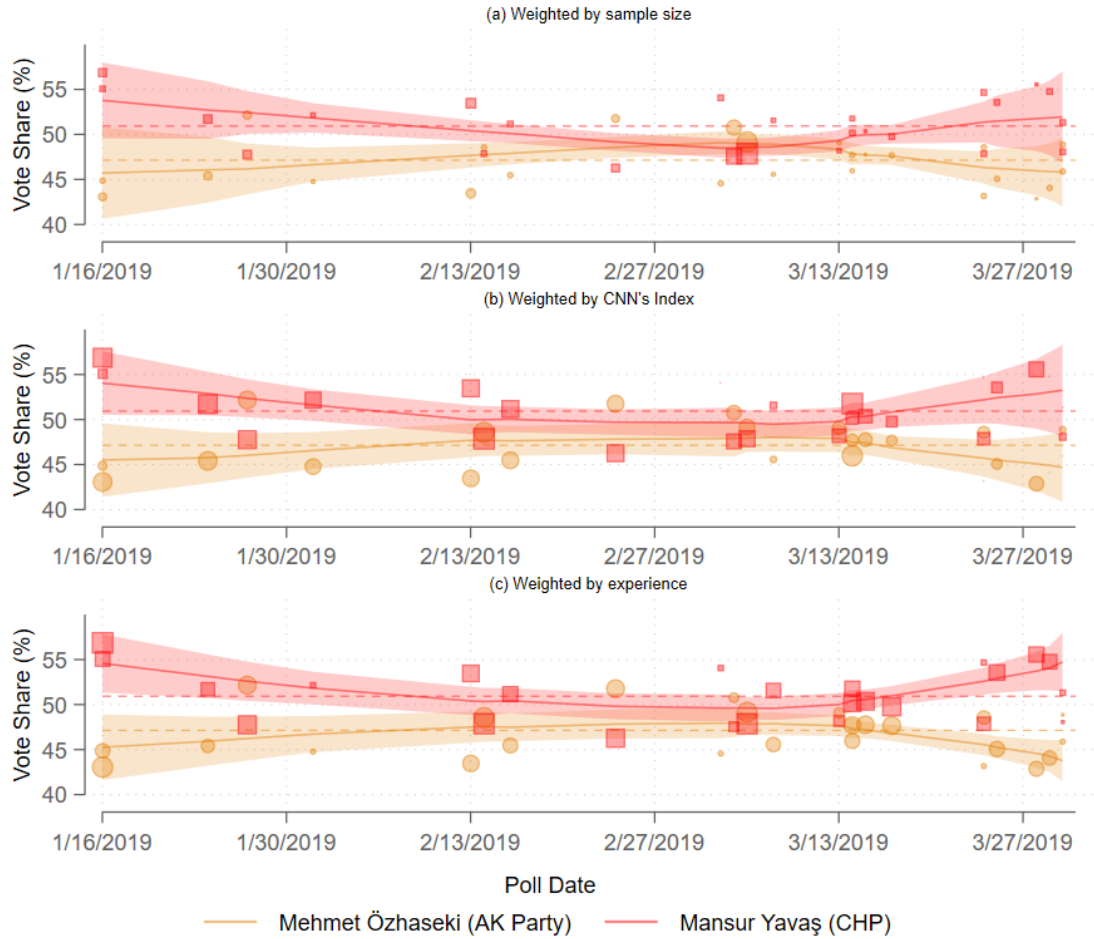 (a) Weighted by sample size
Vote Share (%)
55
50
45
40
1/16/2019 1/30/2019 2/13/2019 2/27/2019 3/13/2019 3/27/2019
(b) Weighted by CNN's Index
Vote Share (%)
55
50
45
40
1/16/2019 1/30/2019 2/13/2019 2/27/2019 3/13/2019 3/27/2019
(c) Weighted by experience
Vote Share (%)
55
50
45
40
1/16/2019 1/30/2019 2/13/2019 2/27/2019 3/13/2019 3/27/2019
Poll Date
Mehmet Özhaseki (AK Party) Mansur Yavaş (CHP)